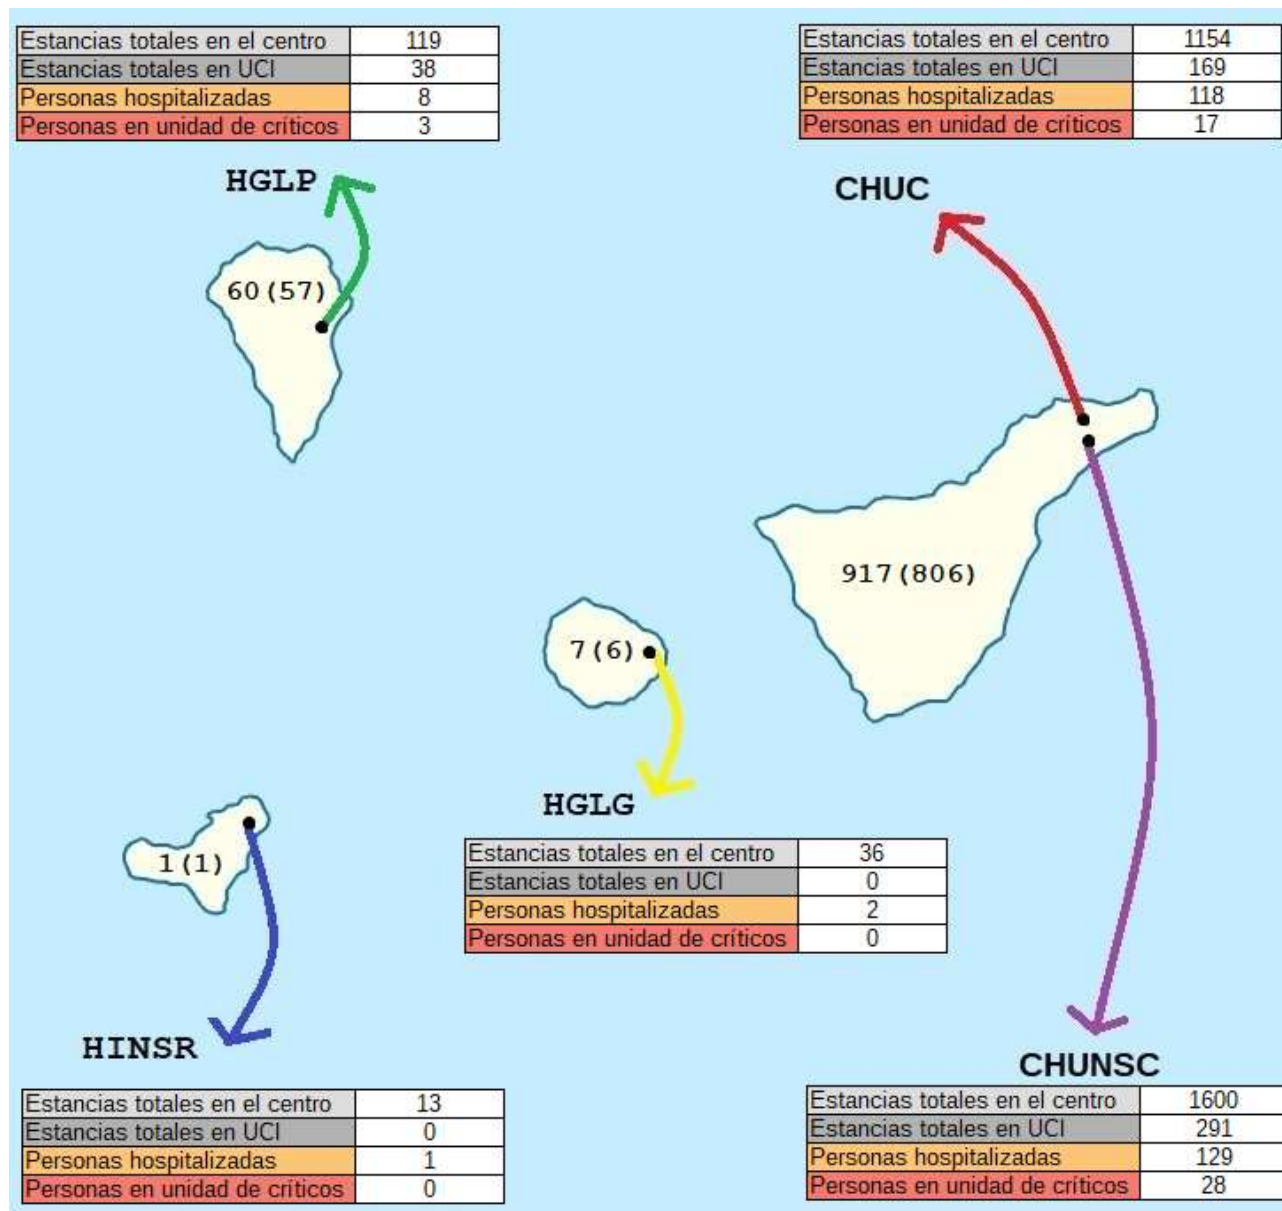 Estancias totales en el centro 119
Estancias totales en UCI 38
Personas hospitalizadas 8
Personas en unidad de críticos 3
Estancias totales en el centro 1154
Estancias totales en UCI 169
Personas hospitalizadas 118
Personas en unidad de críticos 17
HGLP
CHUC
60(57)
917(806)
7(6)
HGLG
1(1)
Estancias totales en el centro 36
Estancias totales en UCI 0
Personas hospitalizadas 2
Personas en unidad de críticos 0
HINSR
CHUNSC
Estancias totales en el centro 13
Estancias totales en UCI 0
Personas hospitalizadas 1
Personas en unidad de críticos 0
Estancias totales en el centro 1600
Estancias totales en UCI 291
Personas hospitalizadas 129
Personas en unidad de críticos 28